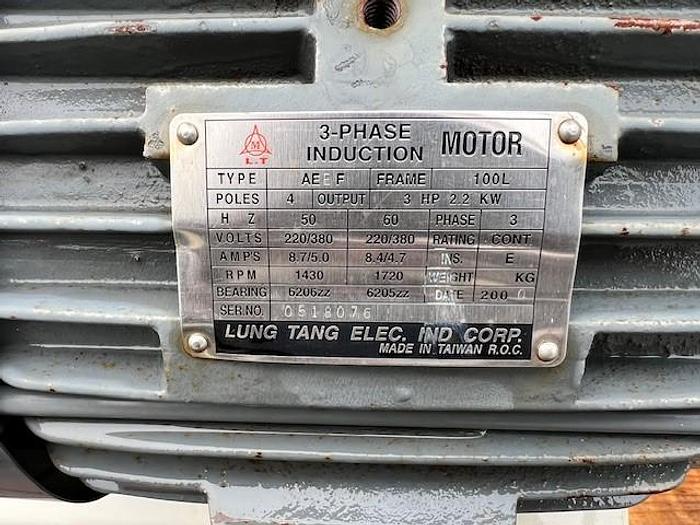 M
L.T
3-PHASE
INDUCTION MOTOR
TYPE AEEF FRAME 100L
POLES 4 OUTPUT 3 HP 2.2 KW
H Z 50 60 PHASE 3
VOLTS 220/380 220/380 RATING CONT.
AMP'S 8.7/5.0 8.4/4.7 INS. E
RPM 1430 1720 WEIGHT KG
BEARING 6206zz 6205zz DATE 200
SER.NO. 0518076
LUNG TANG ELEC. IND CORP.
MADE IN TAIWAN R.O.C.